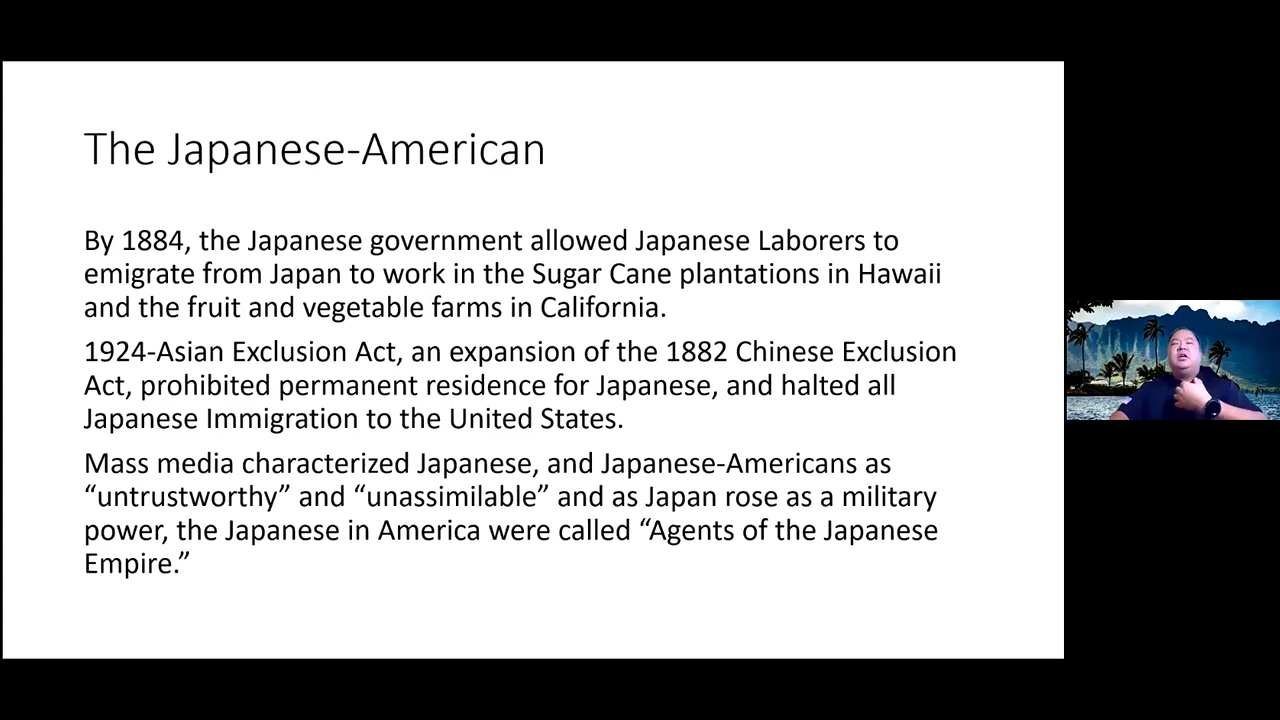 The Japanese-American
By 1884, the Japanese government allowed Japanese Laborers to
emigrate from Japan to work in the Sugar Cane plantations in Hawaii
and the fruit and vegetable farms in California.
1924-Asian Exclusion Act, an expansion of the 1882 Chinese Exclusion
Act, prohibited permanent residence for Japanese, and halted all
Japanese Immigration to the United States.
Mass media characterized Japanese, and Japanese-Americans as
“untrustworthy” and “unassimilable” and as Japan rose as a military
power, the Japanese in America were called “Agents of the Japanese
Empire.”